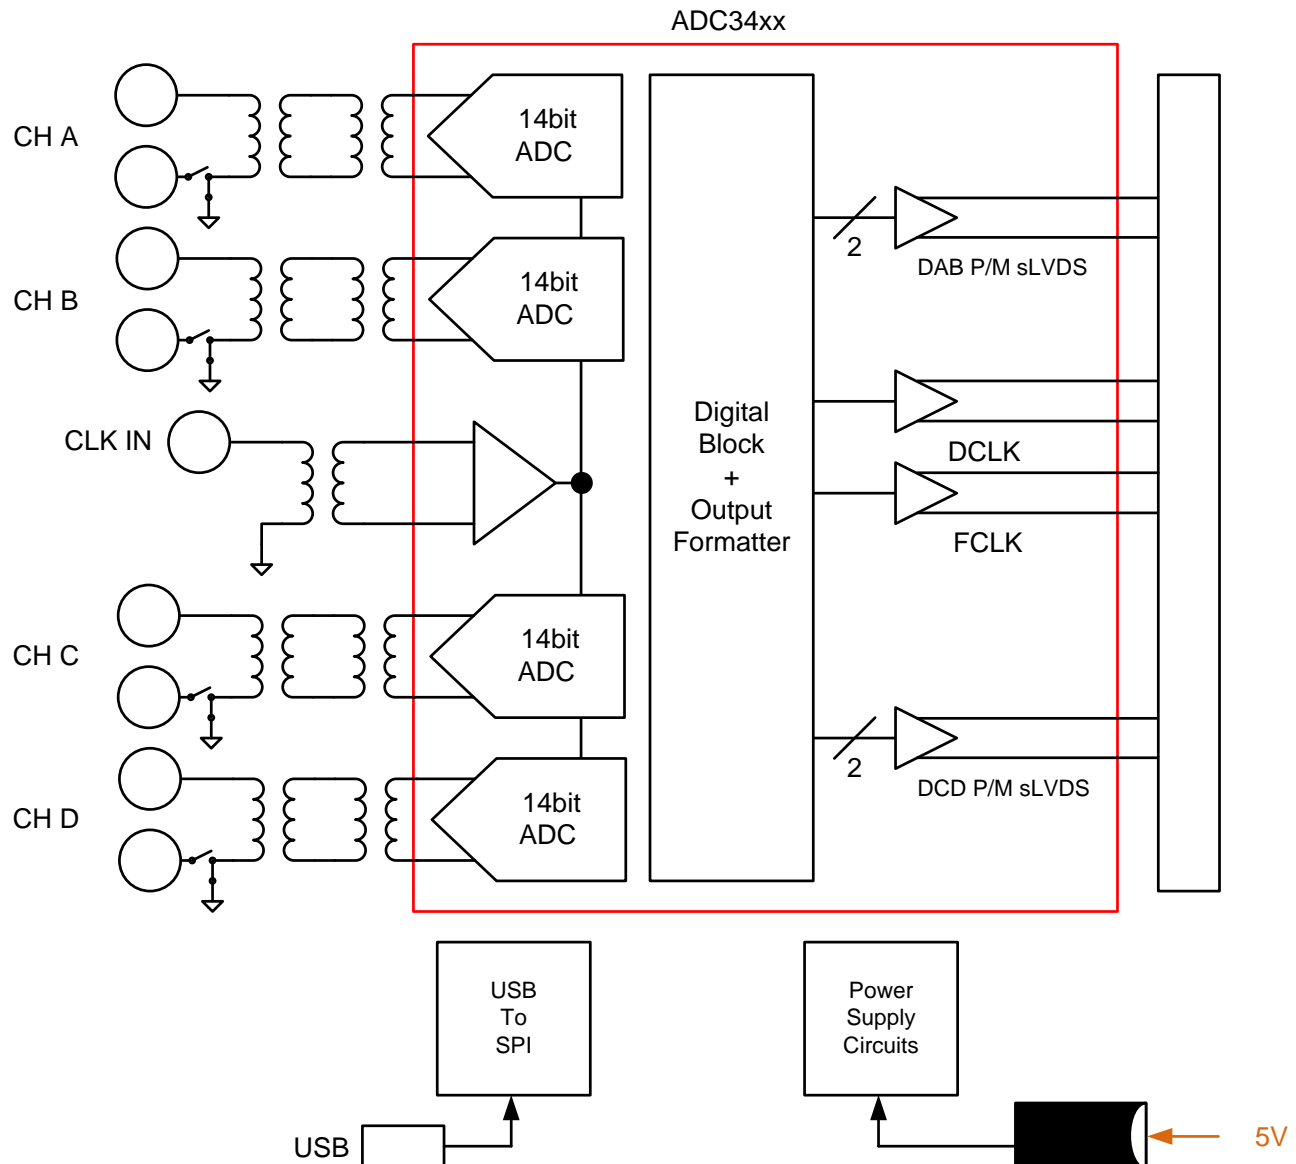 ADC34xx
CH A
14bit
ADC
2
DAB P/M sLVDS
CH B
14bit
ADC
CLK IN
Digital
Block
+
Output
Formatter
DCLK
FCLK
CH C
14bit
ADC
CH D
14bit
ADC
2
DCD P/M sLVDS
USB
To
SPI
Power
Supply
Circuits
USB
5V